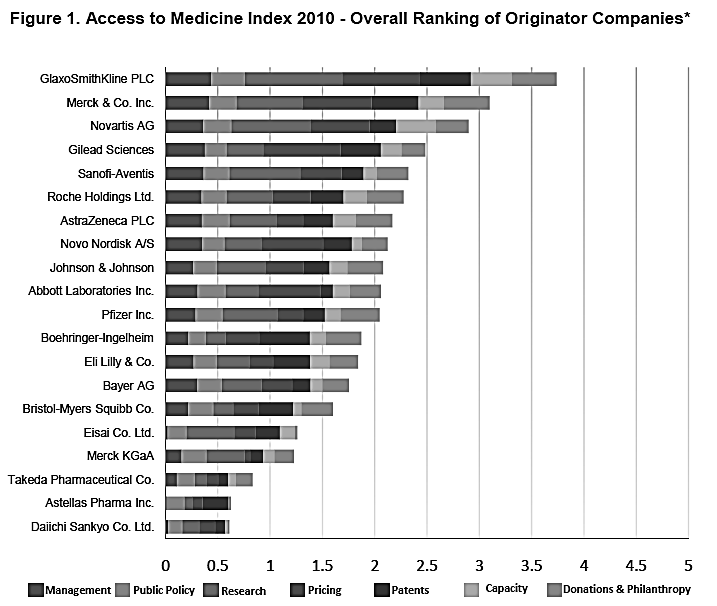 Figure 1. Access to Medicine Index 2010 - Overall Ranking of Originator Companies*
GlaxoSmithKline PLC
Merck & Co. Inc.
Novartis AG
Gilead Sciences
Sanofi-Aventis
Roche Holdings Ltd.
AstraZeneca PLC
Novo Nordisk A/S
Johnson & Johnson
Abbott Laboratories Inc.
Pfizer Inc.
Boehringer-Ingelheim
Eli Lilly & Co.
Bayer AG
Bristol-Myers Squibb Co.
Eisai Co. Ltd.
Merck KGaA
Takeda Pharmaceutical Co.
Astellas Pharma Inc.
Daiichi Sankyo Co. Ltd.
0 0.5 1 1.5 2 2.5 3 3.5 4 4.5 5
Management Public Policy Research Pricing Patents Capacity Donations & Philanthropy